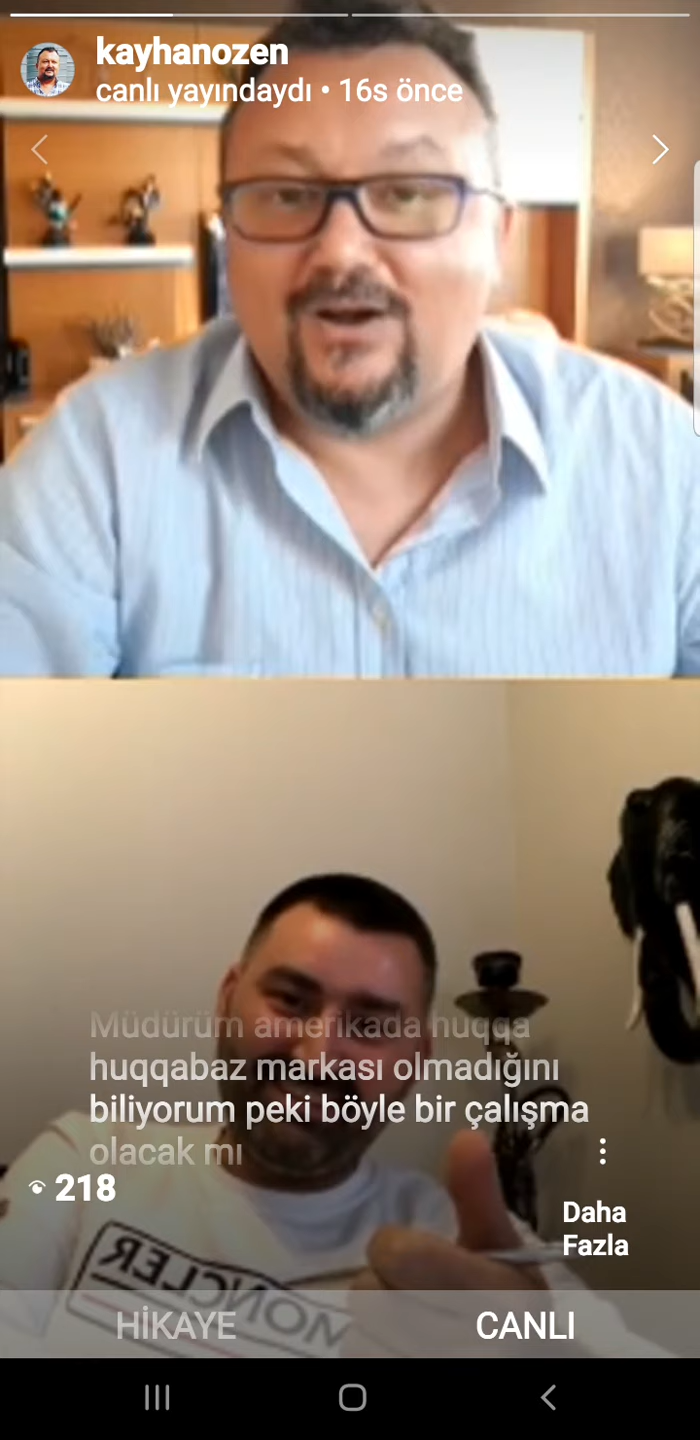 kayhanozen
canlı yayındaydı • 16s önce
Müdürüm amerikada huqqa
huqqabaz markası olmadığını
biliyorum peki böyle bir çalışma
olacak mı
218
Daha
Fazla
MONCLER
HİKAYE
CANLI